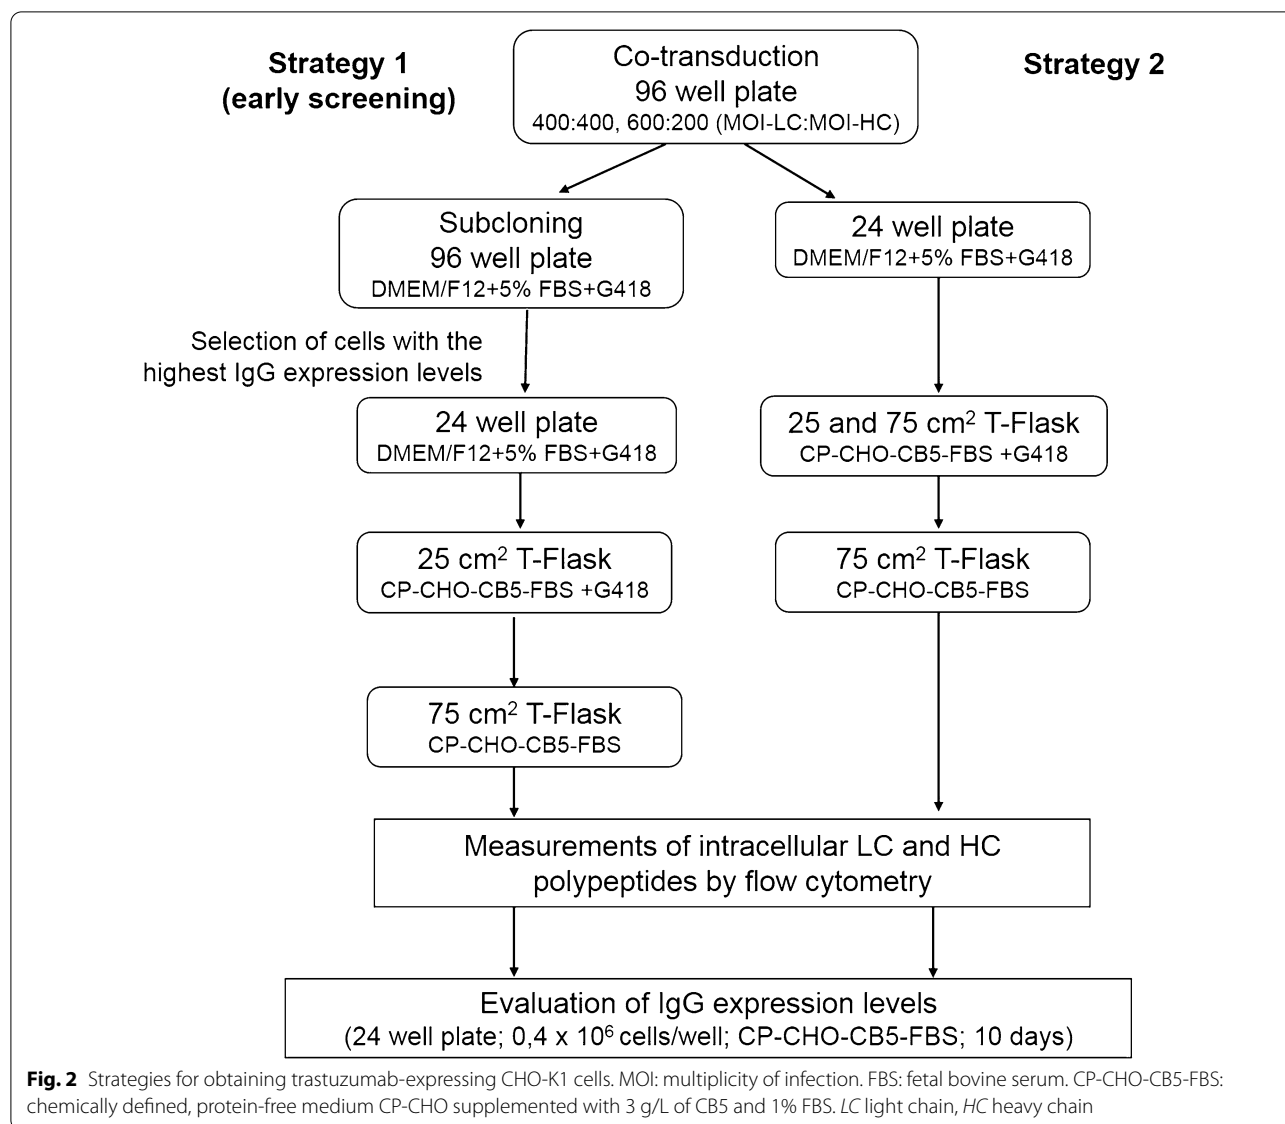 Strategy 1
(early screening)
Co-transduction
96 well plate
400:400, 600:200 (MOI-LC:MOI-HC)
Strategy 2
Subcloning
96 well plate
DMEM/F12+5% FBS+G418
24 well plate
DMEM/F12+5% FBS+G418
Selection of cells with the
highest IgG expression levels
24 well plate
DMEM/F12+5% FBS+G418
25 and 75 cm² T-Flask
CP-CHO-CB5-FBS +G418
25 cm² T-Flask
CP-CHO-CB5-FBS +G418
75 cm² T-Flask
CP-CHO-CB5-FBS
75 cm² T-Flask
CP-CHO-CB5-FBS
Measurements of intracellular LC and HC
polypeptides by flow cytometry
Evaluation of IgG expression levels
(24 well plate; 0,4 x 10⁶ cells/well; CP-CHO-CB5-FBS; 10 days)
Fig. 2 Strategies for obtaining trastuzumab-expressing CHO-K1 cells. MOI: multiplicity of infection. FBS: fetal bovine serum. CP-CHO-CB5-FBS:
chemically defined, protein-free medium CP-CHO supplemented with 3 g/L of CB5 and 1% FBS. LC light chain, HC heavy chain